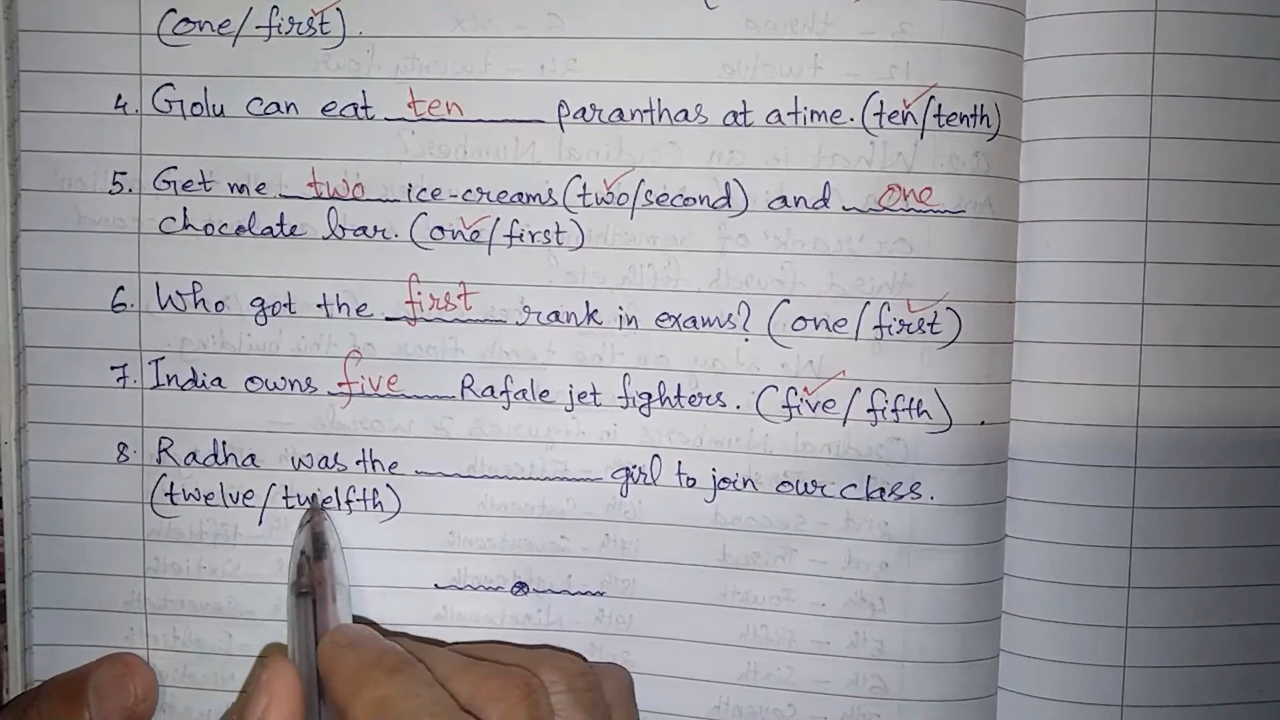 (one/first).
4. Golu can eat ten paranthas at a time. (ten/tenth)
5. Get me two ice-creams (two/second) and one
chocolate bar. (one/first)
6. Who got the first rank in exams? (one/first)
7. India owns five Rafale jet fighters. (five/fifth).
8. Radha was the __________ girl to join our class.
(twelve/twelfth)